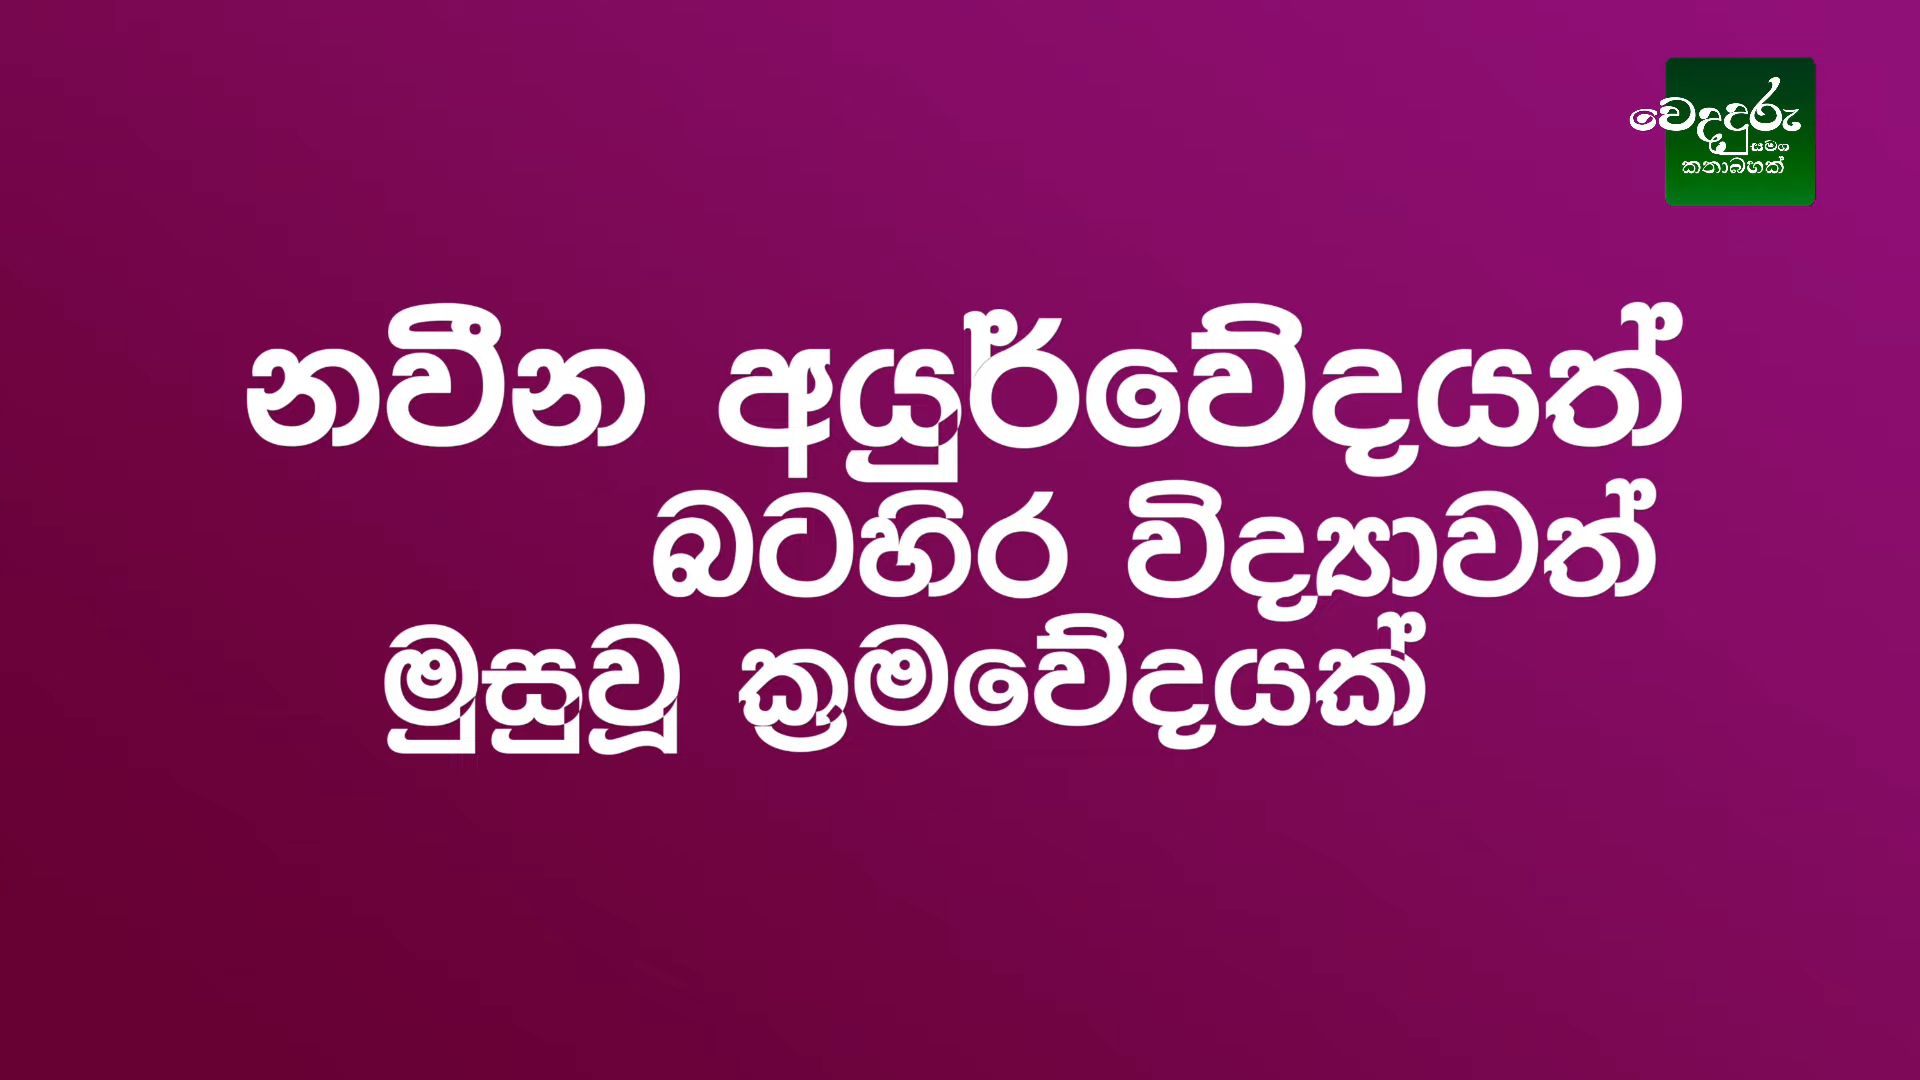 වෙදදුරු
සමග
කතාබහක්
නවීන අයුර්වේදයත්
බටහිර විද්‍යාවත්
මුසුවූ ක්‍රමවේදයක්